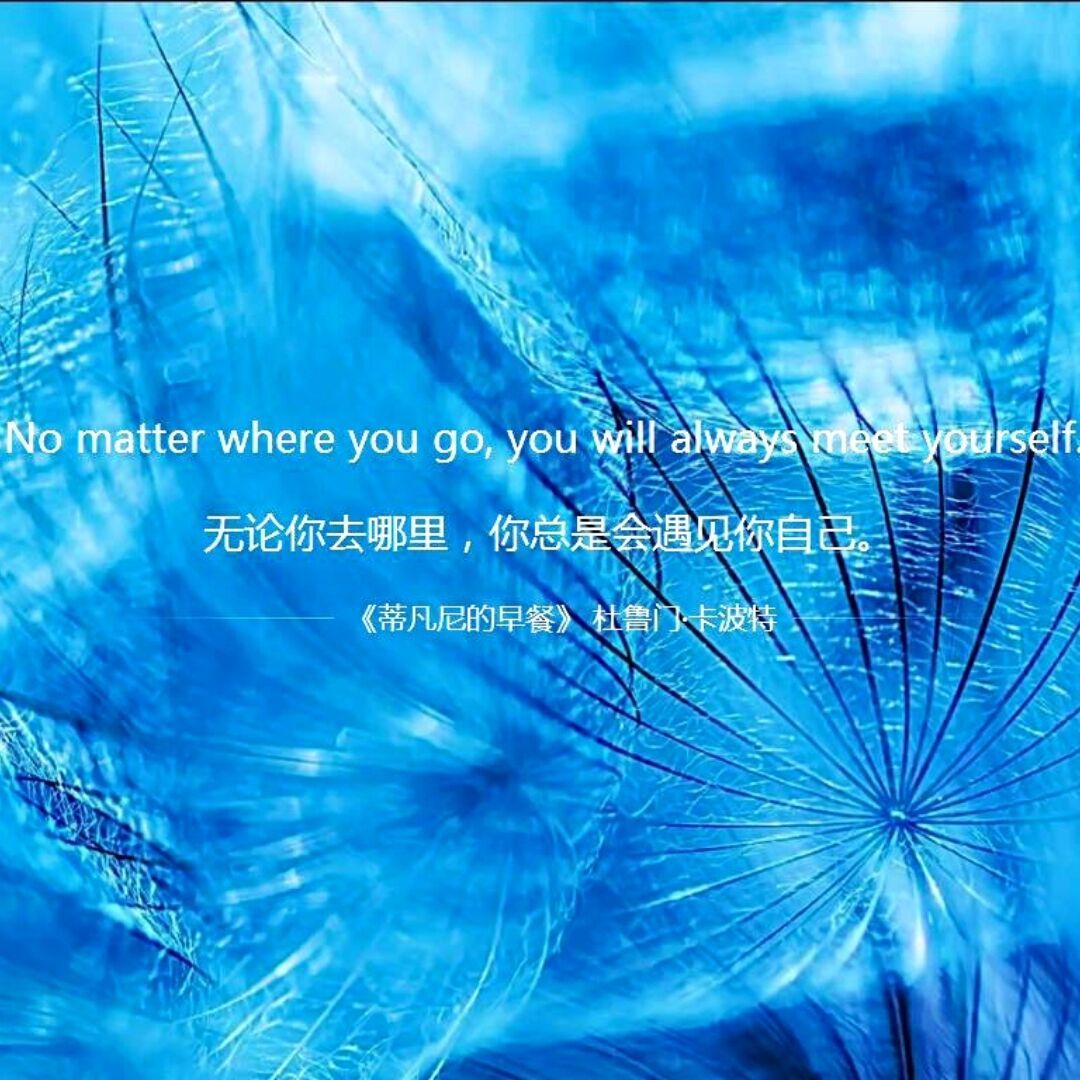 No matter where you go, you will always meet yourself.
无论你去哪里，你总是会遇见你自己。
《蒂凡尼的早餐》 杜鲁门·卡波特